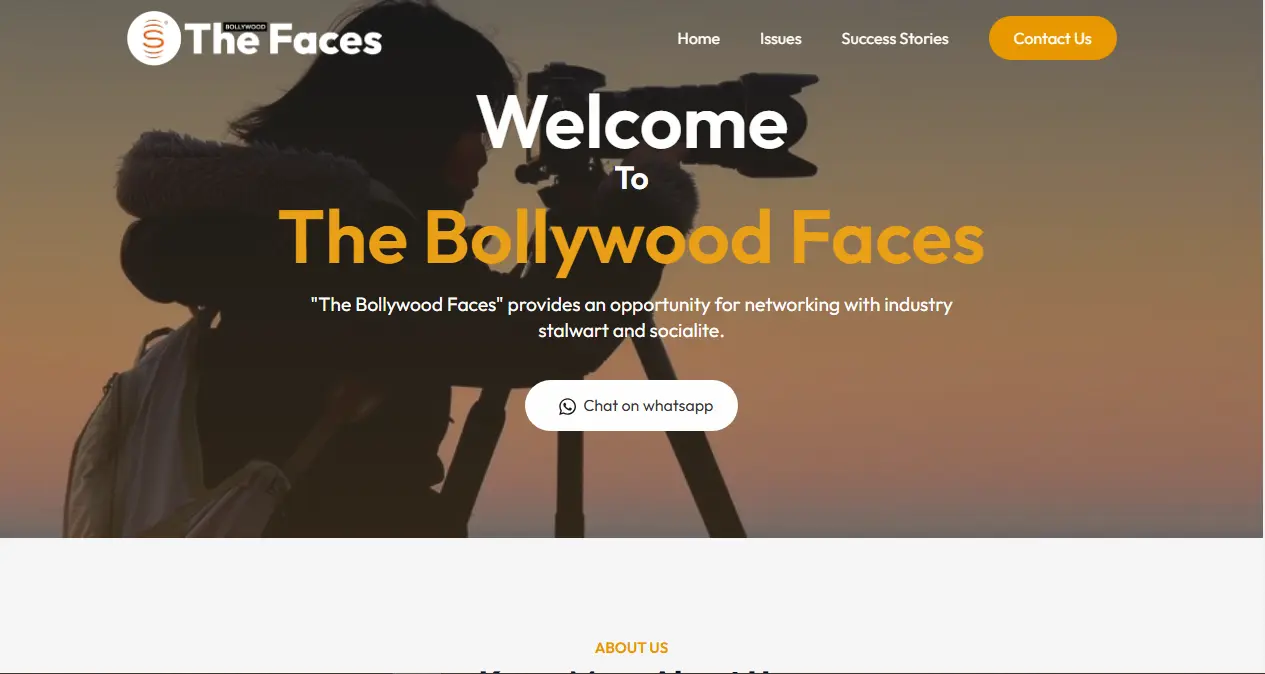 BOLLYWOOD
The Faces
Home
Issues
Success Stories
Contact Us
Welcome
To
The Bollywood Faces
"The Bollywood Faces" provides an opportunity for networking with industry
stalwart and socialite.
Chat on whatsapp
ABOUT US